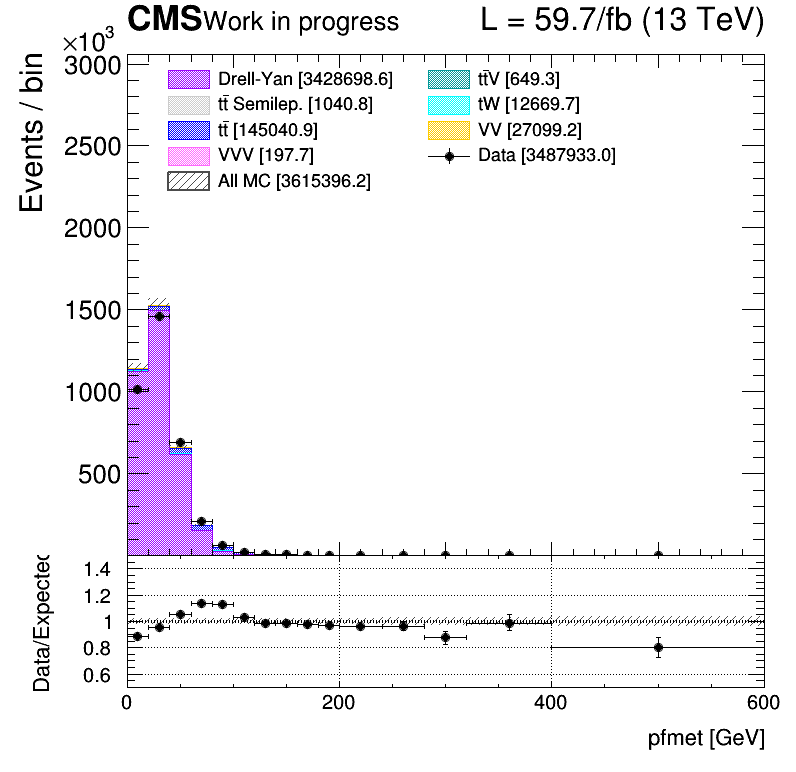 CMS Work in progress L = 59.7/fb (13 TeV)
×10³
Events / bin
3000
2500
2000
1500
1000
500
Drell-Yan [3428698.6]
tt̄ Semilep. [1040.8]
tt̄ [145040.9]
VVV [197.7]
All MC [3615396.2]
tt̄V [649.3]
tW [12669.7]
VV [27099.2]
Data [3487933.0]
Data/Expected
1.4
1.2
1
0.8
0.6
0 200 400 600
pfmet [GeV]